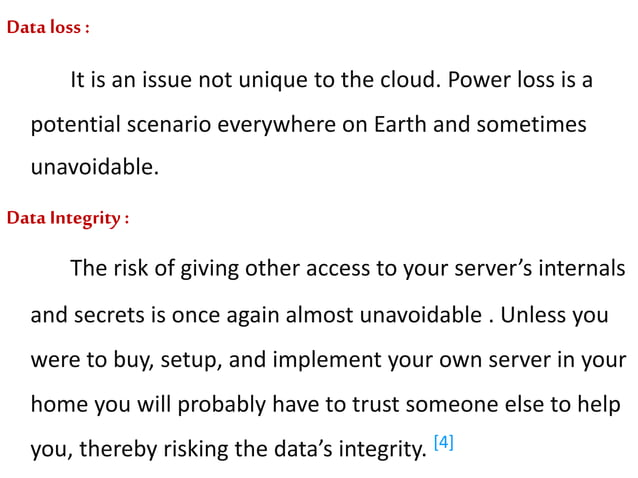 Data loss :
It is an issue not unique to the cloud. Power loss is a
potential scenario everywhere on Earth and sometimes
unavoidable.
Data Integrity :
The risk of giving other access to your server’s internals
and secrets is once again almost unavoidable . Unless you
were to buy, setup, and implement your own server in your
home you will probably have to trust someone else to help
you, thereby risking the data’s integrity. [4]